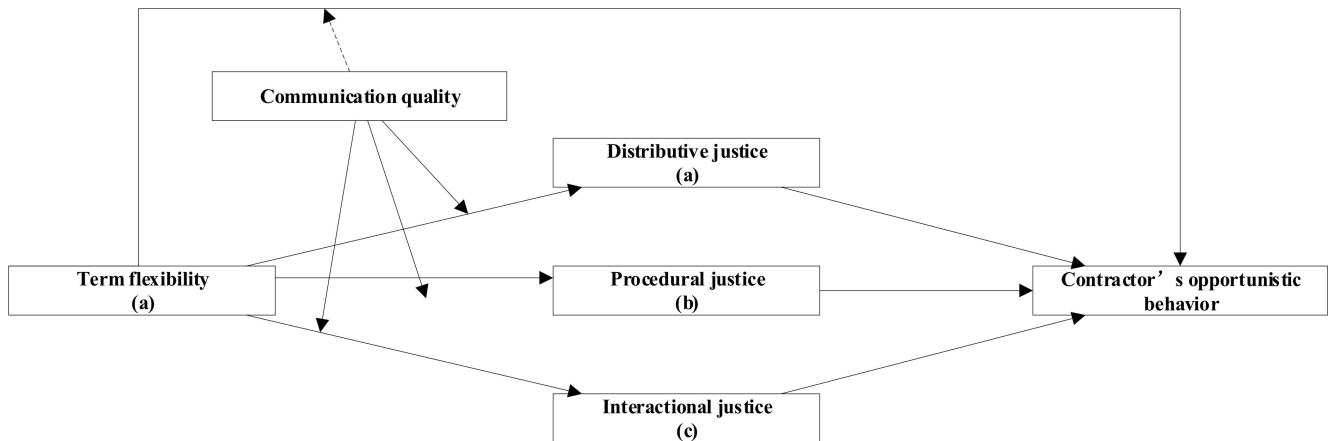 Communication quality
Distributive justice
(a)
Term flexibility
(a)
Procedural justice
(b)
Contractor’s opportunistic
behavior
Interactional justice
(c)